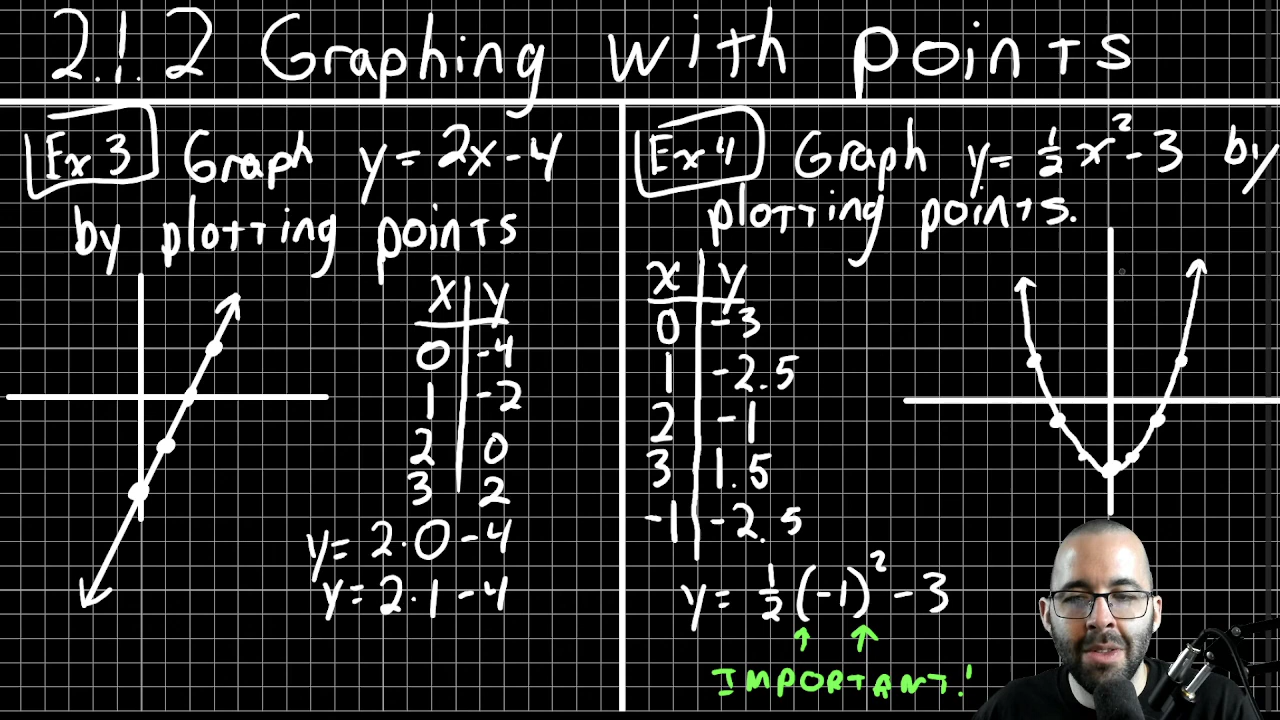 2.1.2 Graphing with points
Ex 3 Graph y = 2x - 4
by plotting points
x y
0 -4
1 -2
2 0
3 2
y = 2·0 - 4
y = 2·1 - 4
Ex 4 Graph y = ½ x² - 3 by
plotting points.
x y
0 -3
1 -2.5
2 -1
3 1.5
-1 -2.5
y = ½ (-1)² - 3
IMPORTANT!